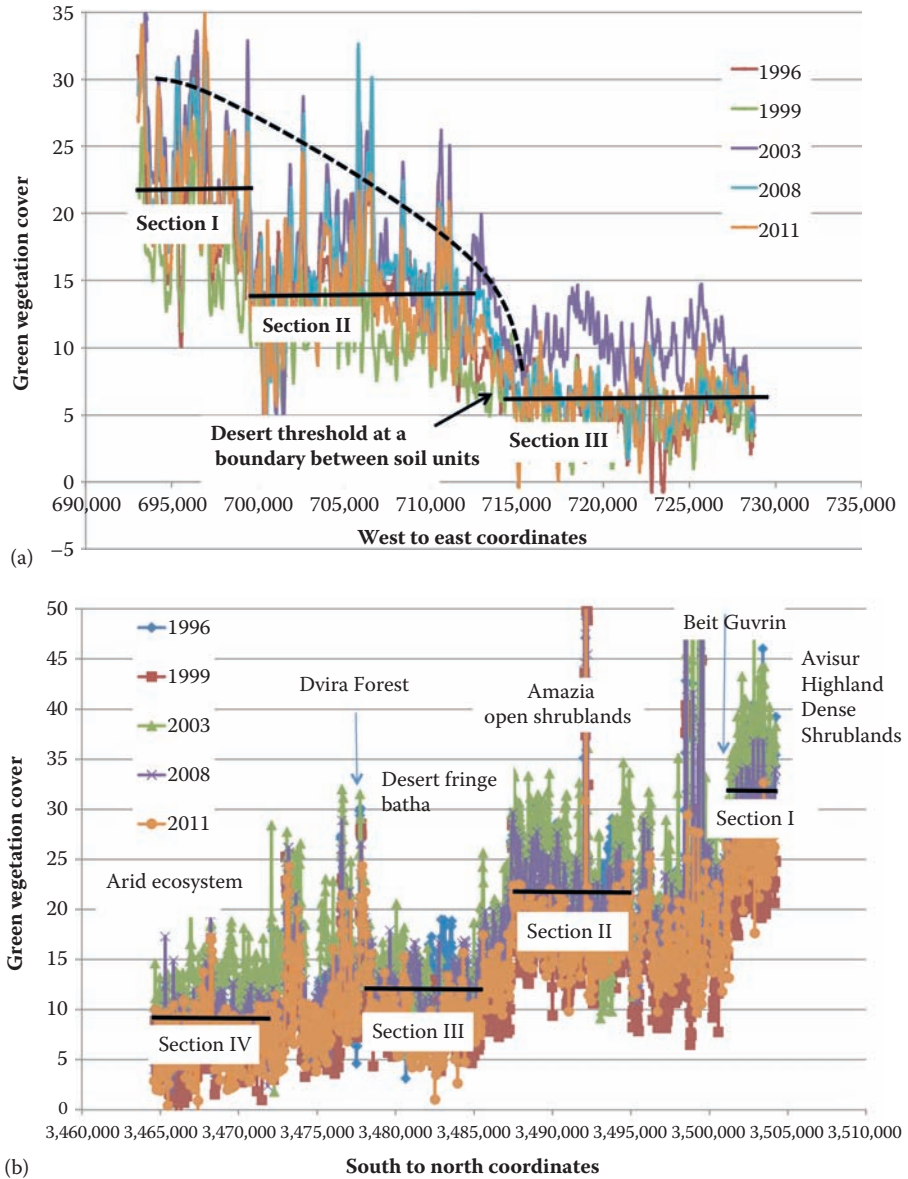 35
30
25
20
15
10
5
0
−5
Green vegetation cover
1996
1999
2003
2008
2011
Section I
Section II
Desert threshold at a
boundary between soil units
Section III
690,000 695,000 700,000 705,000 710,000 715,000 720,000 725,000 730,000 735,000
West to east coordinates
(a)
50
45
40
35
30
25
20
15
10
5
0
Green vegetation cover
1996
1999
2003
2008
2011
Dvira Forest
Desert fringe
batha
Amazia
open shrublands
Beit Guvrin
Avisur
Highland
Dense
Shrublands
Arid ecosystem
Section I
Section II
Section III
Section IV
3,460,000 3,465,000 3,470,000 3,475,000 3,480,000 3,485,000 3,490,000 3,495,000 3,500,000 3,505,000 3,510,000
South to north coordinates
(b)